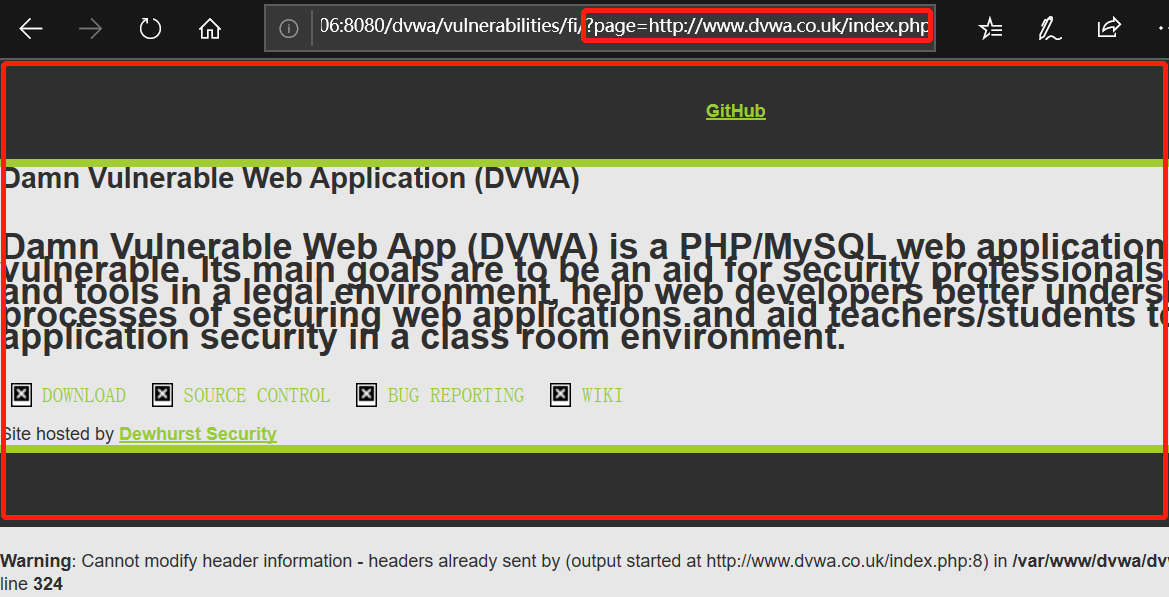 06:8080/dvwa/vulnerabilities/fi/?page=http://www.dvwa.co.uk/index.php
GitHub
Damn Vulnerable Web Application (DVWA)
Damn Vulnerable Web App (DVWA) is a PHP/MySQL web application
vulnerable. Its main goals are to be an aid for security professionals
and tools in a legal environment, help web developers better unders
processes of securing web applications and aid teachers/students to
application security in a class room environment.
DOWNLOAD SOURCE CONTROL BUG REPORTING WIKI
Site hosted by Dewhurst Security
Warning: Cannot modify header information - headers already sent by (output started at http://www.dvwa.co.uk/index.php:8) in /var/www/dvwa/dv
line 324